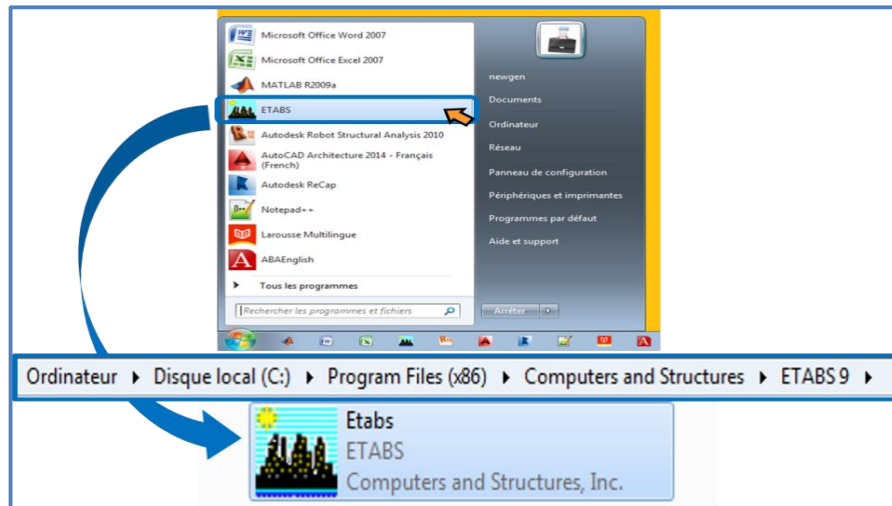 Microsoft Office Word 2007
Microsoft Office Excel 2007
MATLAB R2009a
ETABS
Autodesk Robot Structural Analysis 2010
AutoCAD Architecture 2014 - Français
(French)
Autodesk ReCap
Notepad++
Larousse Multilingue
ABAEnglish
Tous les programmes
Rechercher les programmes et fichiers
newgen
Documents
Ordinateur
Réseau
Panneau de configuration
Périphériques et imprimantes
Programmes par défaut
Aide et support
Arrêter
Ordinateur ▸ Disque local (C:) ▸ Program Files (x86) ▸ Computers and Structures ▸ ETABS 9 ▸
Etabs
ETABS
Computers and Structures, Inc.